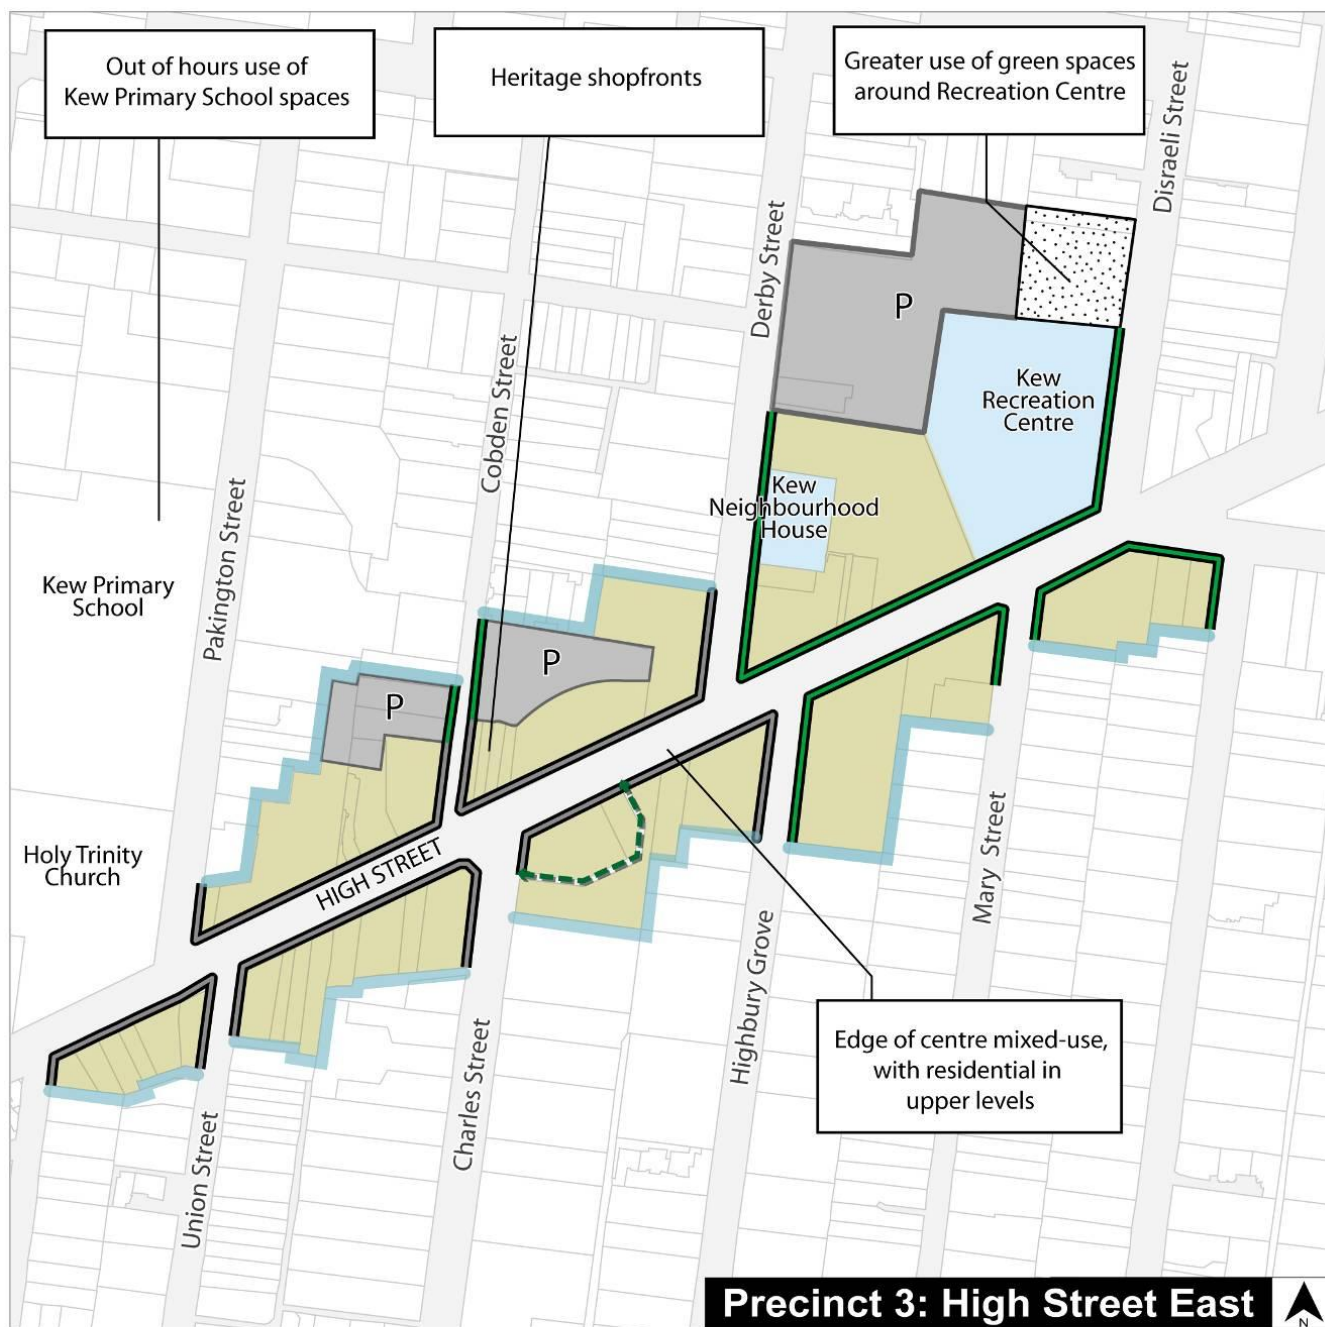 Out of hours use of
Kew Primary School spaces
Heritage shopfronts
Greater use of green spaces
around Recreation Centre
Disraeli Street
Derby Street
P
Kew
Recreation
Centre
Cobden Street
Kew
Neighbourhood
House
Kew Primary
School
Pakington Street
P
P
Holy Trinity
Church
HIGH STREET
Mary Street
Highbury Grove
Charles Street
Union Street
Edge of centre mixed-use,
with residential in
upper levels
Precinct 3: High Street East
N